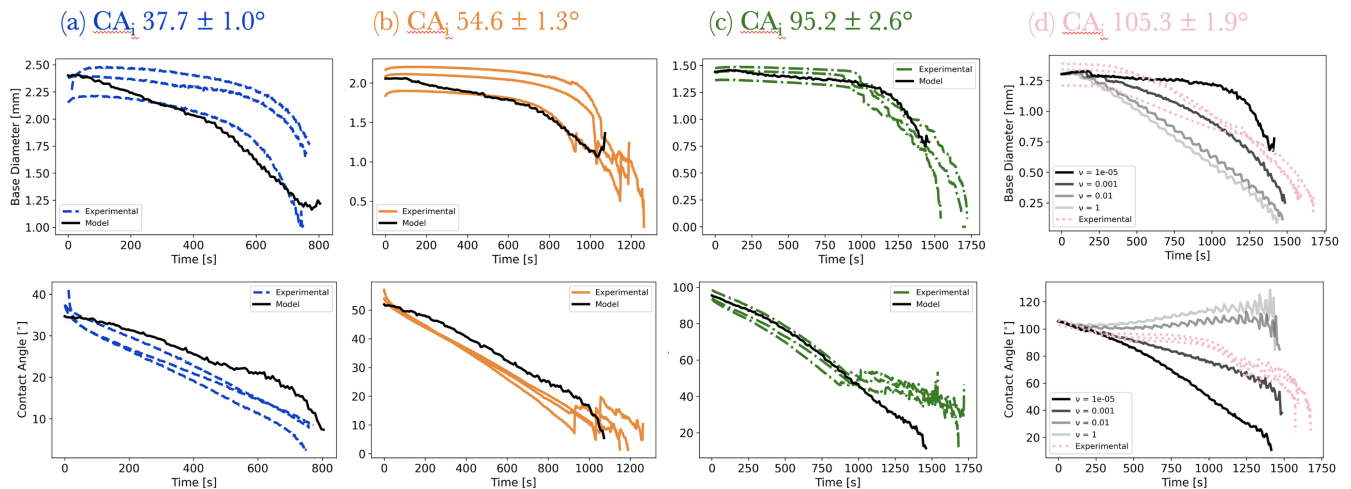 (a) CAi 37.7 ± 1.0°
(b) CAi 54.6 ± 1.3°
(c) CAi 95.2 ± 2.6°
(d) CAi 105.3 ± 1.9°
Base Diameter [mm]
2.50
2.25
2.00
1.75
1.50
1.25
1.00
Experimental
Model
0 200 400 600 800
Time [s]
2.0
1.5
1.0
0.5
Experimental
Model
0 200 400 600 800 1000 1200
Time [s]
1.50
1.25
1.00
0.75
0.50
0.25
0.00
Experimental
Model
0 250 500 750 1000 1250 1500 1750
Time [s]
Base Diameter [mm]
1.25
1.00
0.75
0.50
0.25
ν = 1e-05
ν = 0.001
ν = 0.01
ν = 1
Experimental
0 250 500 750 1000 1250 1500 1750
Time [s]
Contact Angle [°]
40
30
20
10
Experimental
Model
0 200 400 600 800
Time [s]
50
40
30
20
10
0
Experimental
Model
0 200 400 600 800 1000 1200
Time [s]
100
80
60
40
20
Experimental
Model
0 250 500 750 1000 1250 1500 1750
Time [s]
Contact Angle [°]
120
100
80
60
40
20
ν = 1e-05
ν = 0.001
ν = 0.01
ν = 1
Experimental
0 250 500 750 1000 1250 1500 1750
Time [s]